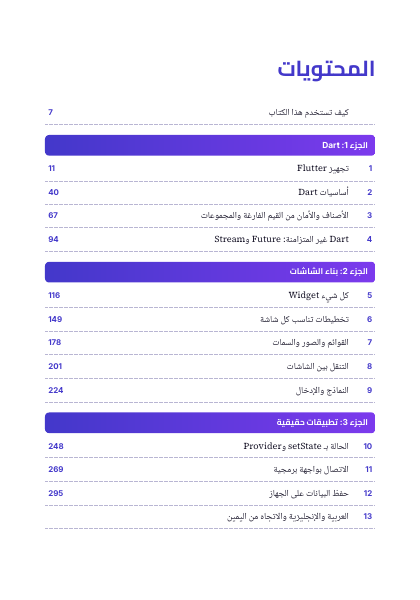 المحتويات
كيف تستخدم هذا الكتاب 7
الجزء 1: Dart
1 تجهيز Flutter 11
2 أساسيات Dart 40
3 الأصناف والأمان من القيم الفارغة والمجموعات 67
4 Dart غير المتزامنة: Future وStream 94
الجزء 2: بناء الشاشات
5 كل شيء Widget 116
6 تخطيطات تناسب كل شاشة 149
7 القوائم والصور والسمات 178
8 التنقل بين الشاشات 201
9 النماذج والإدخال 224
الجزء 3: تطبيقات حقيقية
10 الحالة بـ setState وProvider 248
11 الاتصال بواجهة برمجية 269
12 حفظ البيانات على الجهاز 295
13 العربية والإنجليزية والاتجاه من اليمين